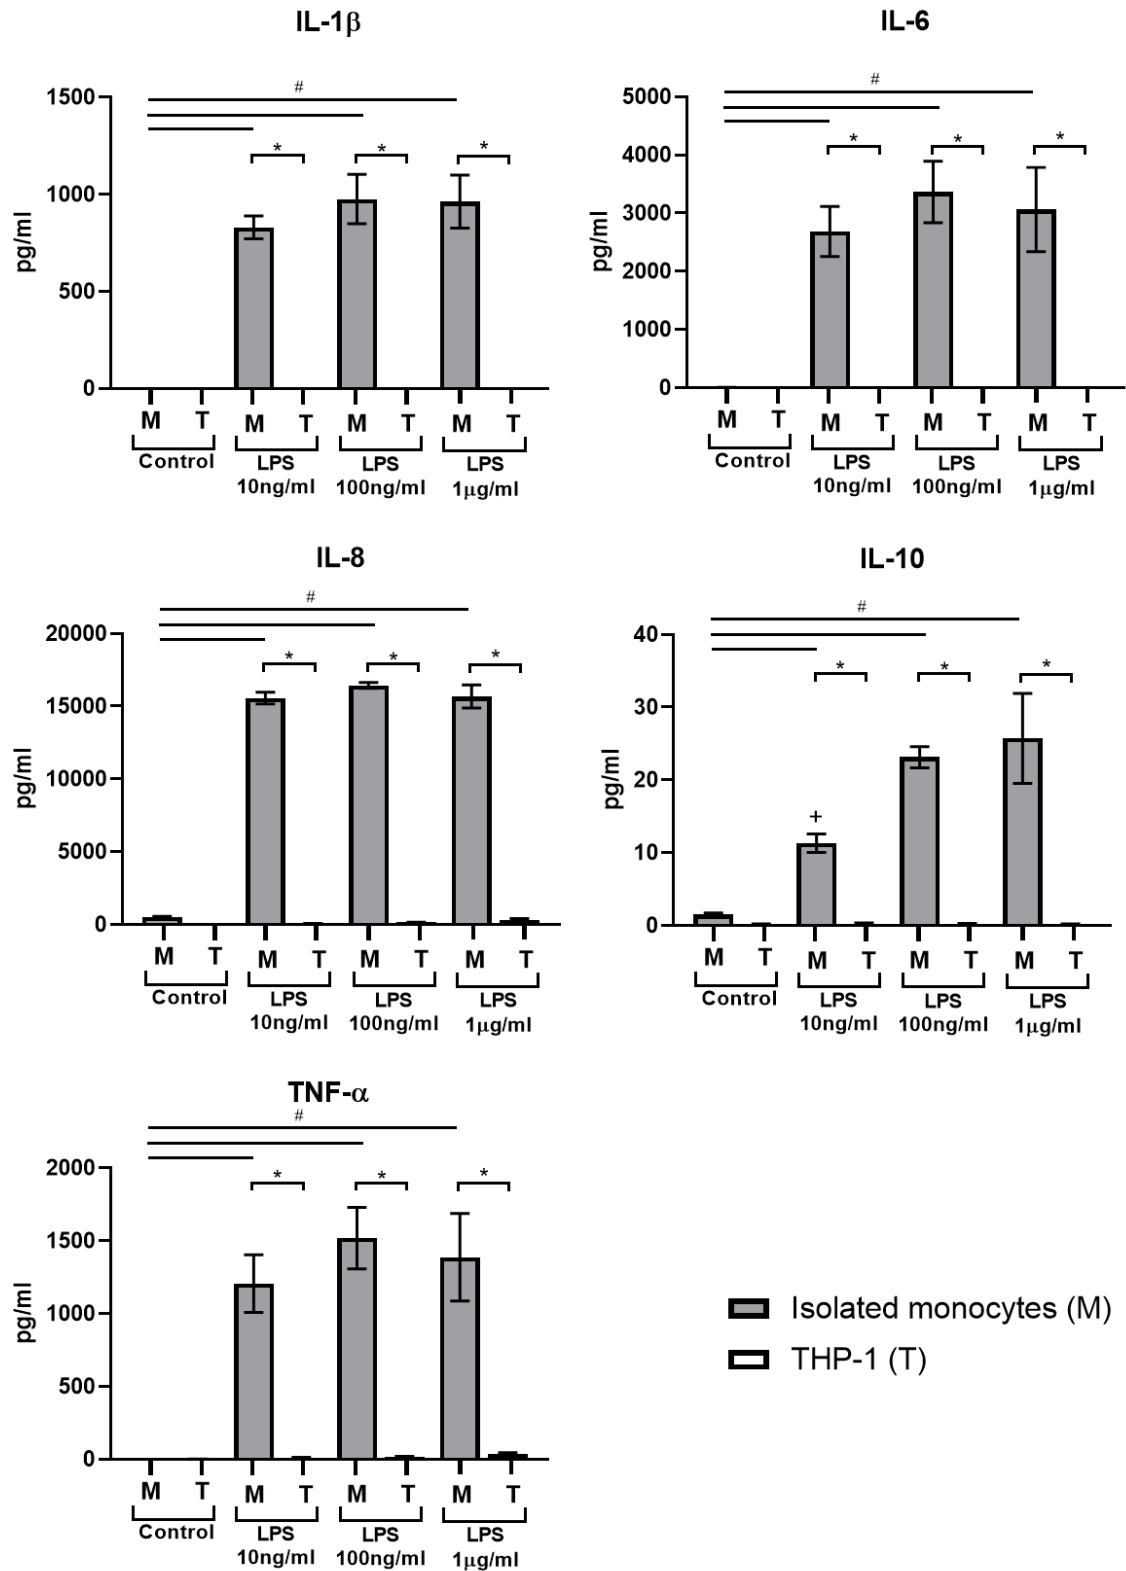 IL-1β
#
1500
1000
500
0
pg/ml
* * *
M T M T M T M T
Control LPS 10ng/ml LPS 100ng/ml LPS 1μg/ml
IL-6
#
5000
4000
3000
2000
1000
0
pg/ml
* * *
M T M T M T M T
Control LPS 10ng/ml LPS 100ng/ml LPS 1μg/ml
IL-8
#
20000
15000
10000
5000
0
pg/ml
* * *
M T M T M T M T
Control LPS 10ng/ml LPS 100ng/ml LPS 1μg/ml
IL-10
#
40
30
20
10
0
pg/ml
* * *
+
M T M T M T M T
Control LPS 10ng/ml LPS 100ng/ml LPS 1μg/ml
TNF-α
#
2000
1500
1000
500
0
pg/ml
* * *
M T M T M T M T
Control LPS 10ng/ml LPS 100ng/ml LPS 1μg/ml
Isolated monocytes (M)
THP-1 (T)